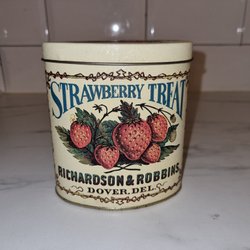 STRAWBERRY TREAT
RICHARDSON & ROBBINS,
DOVER, DEL.